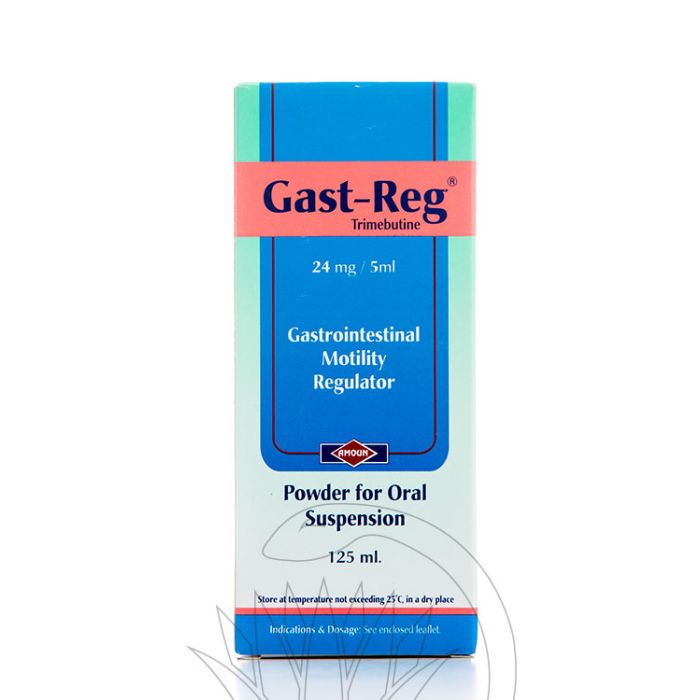 Gast-Reg®
Trimebutine
24 mg / 5ml
Gastrointestinal
Motility
Regulator
AMOUN
Powder for Oral
Suspension
125 ml.
Store at temperature not exceeding 25°C, in a dry place
Indications & Dosage: See enclosed leaflet.